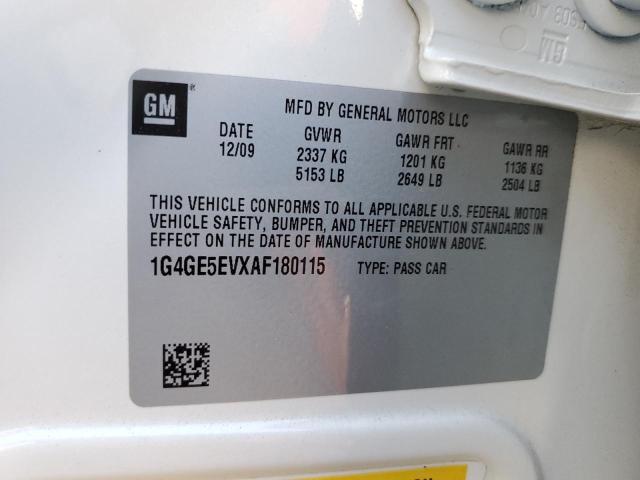 GM
GM ®
MFD BY GENERAL MOTORS LLC
DATE GVWR GAWR FRT GAWR RR
12/09 2337 KG 1201 KG 1136 KG
5153 LB 2649 LB 2504 LB
THIS VEHICLE CONFORMS TO ALL APPLICABLE U.S. FEDERAL MOTOR
VEHICLE SAFETY, BUMPER, AND THEFT PREVENTION STANDARDS IN
EFFECT ON THE DATE OF MANUFACTURE SHOWN ABOVE.
1G4GE5EVXAF180115 TYPE: PASS CAR